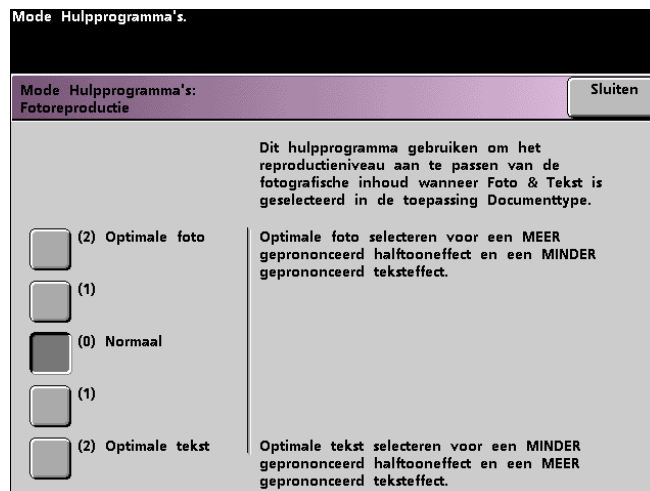 Mode Hulpprogramma's.
Mode Hulpprogramma's:
Fotoreproductie
Sluiten
Dit hulpprogramma gebruiken om het
reproductieniveau aan te passen van de
fotografische inhoud wanneer Foto & Tekst is
geselecteerd in de toepassing Documenttype.
(2) Optimale foto
Optimale foto selecteren voor een MEER
geprononceerd halftooneffect en een MINDER
geprononceerd teksteffect.
(1)
(0) Normaal
(1)
(2) Optimale tekst
Optimale tekst selecteren voor een MINDER
geprononceerd halftooneffect en een MEER
geprononceerd teksteffect.